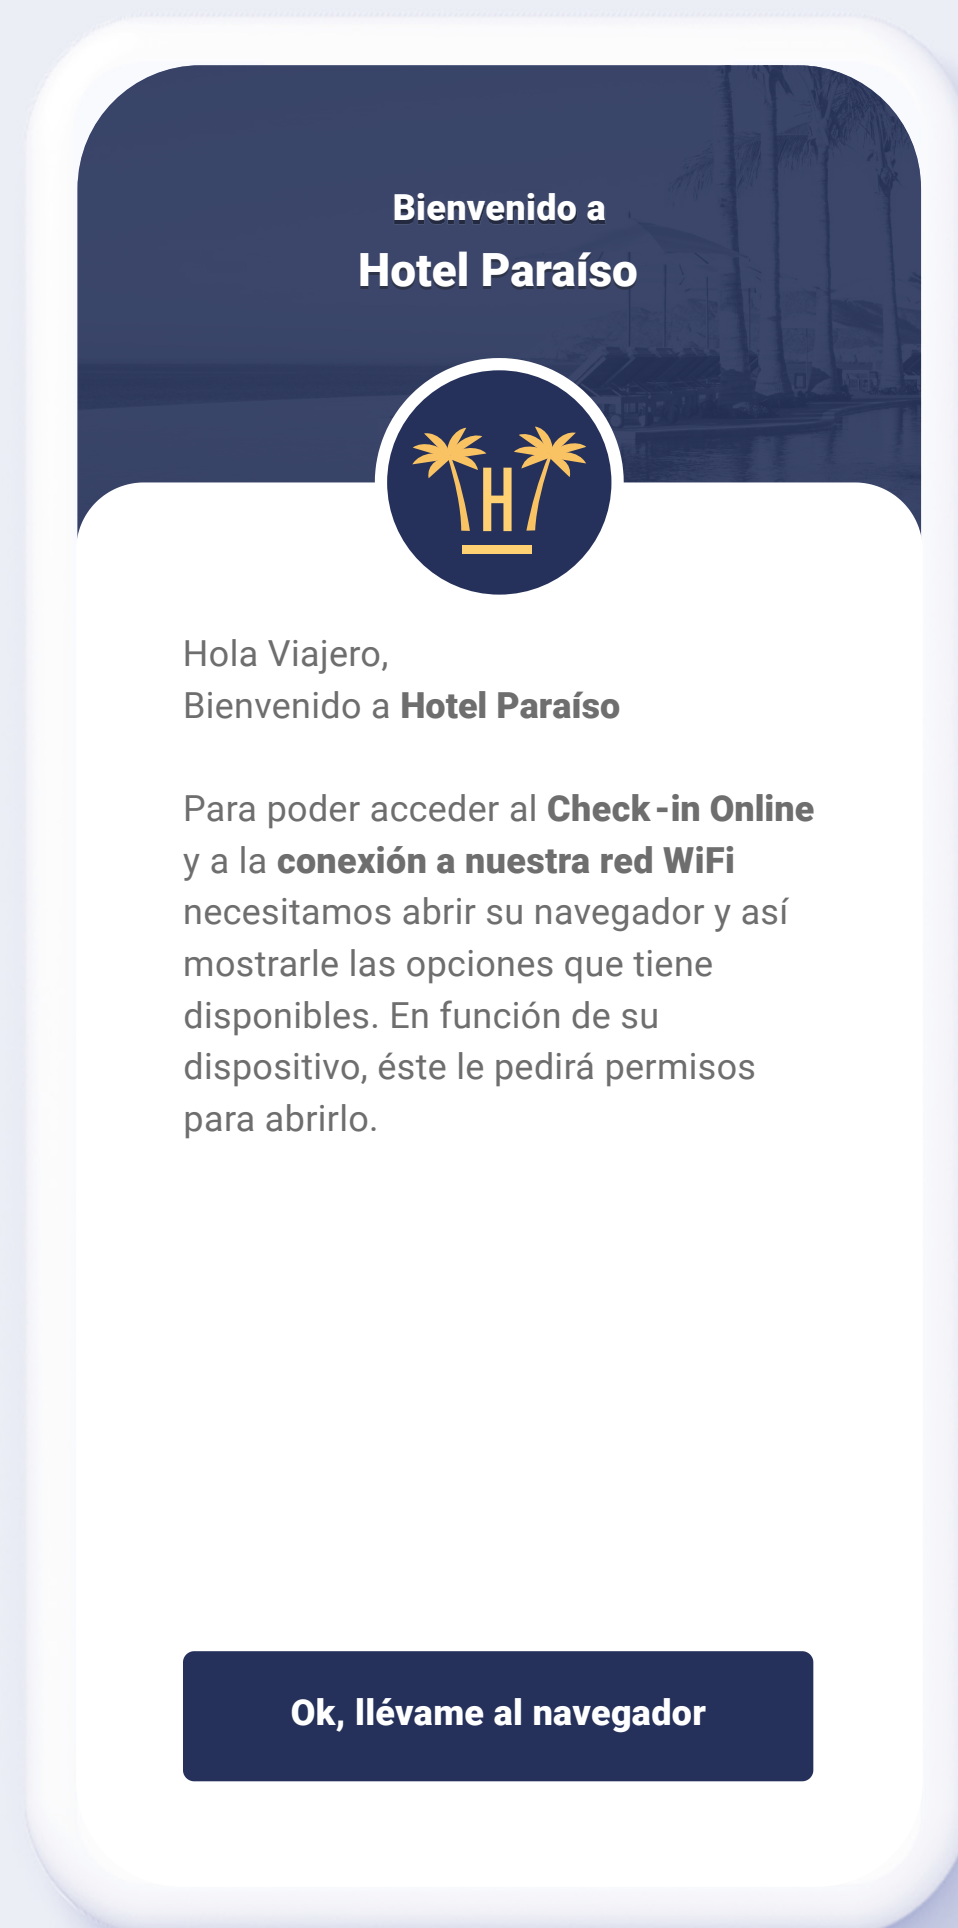 Bienvenido a
Hotel Paraíso
H
Hola Viajero,
Bienvenido a Hotel Paraíso
Para poder acceder al Check-in Online
y a la conexión a nuestra red WiFi
necesitamos abrir su navegador y así
mostrarle las opciones que tiene
disponibles. En función de su
dispositivo, éste le pedirá permisos
para abrirlo.
Ok, llévame al navegador